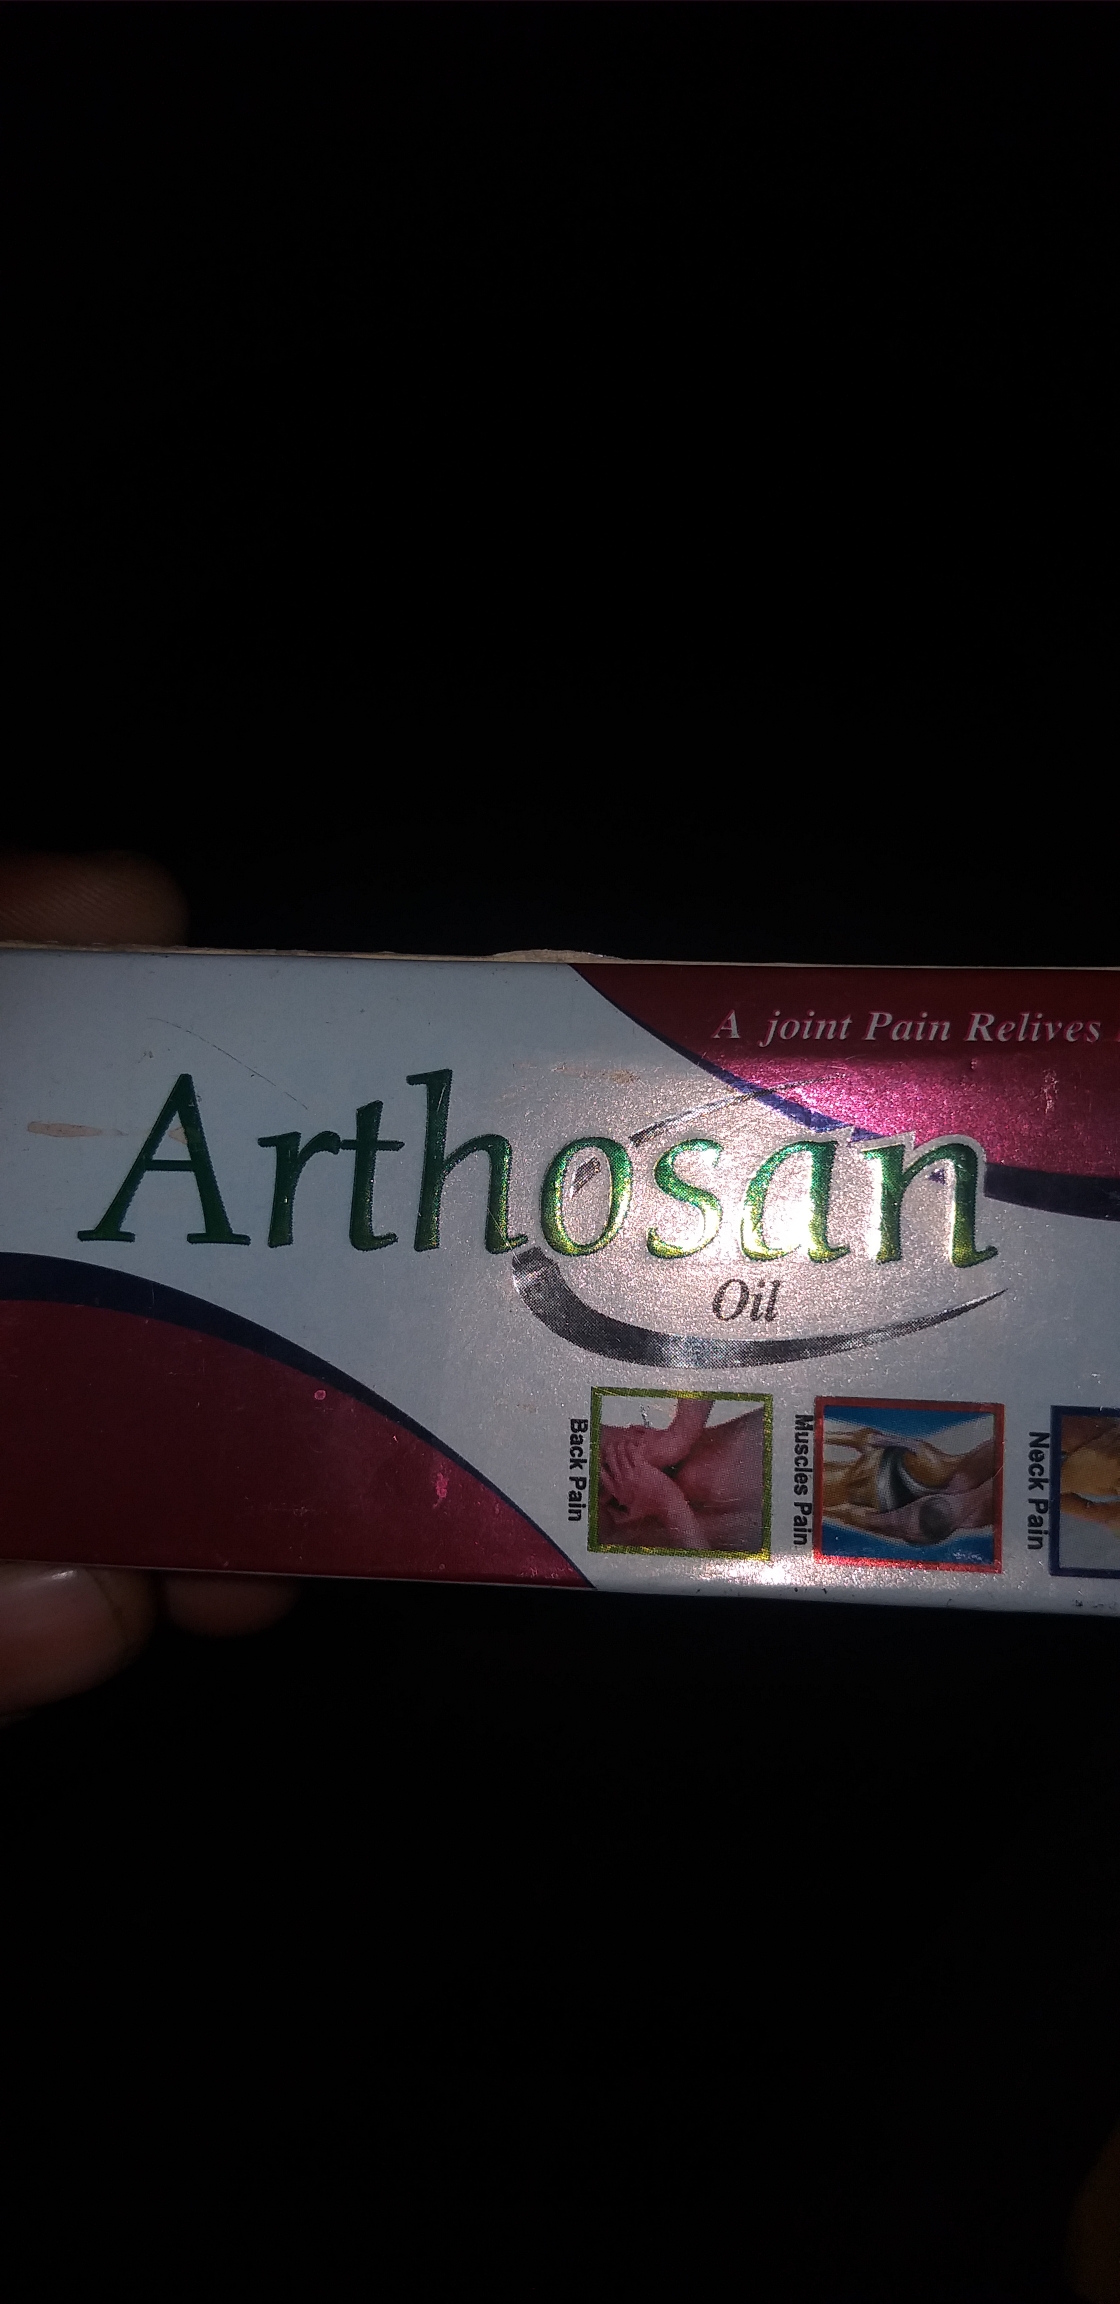 A joint Pain Relives
Arthosan
Oil
Back Pain
Muscles Pain
Neck Pain